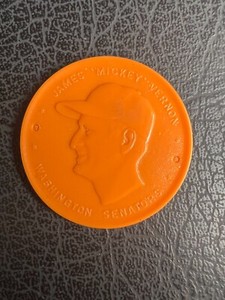 JAMES "MICKEY" VERNON
WASHINGTON SENATORS